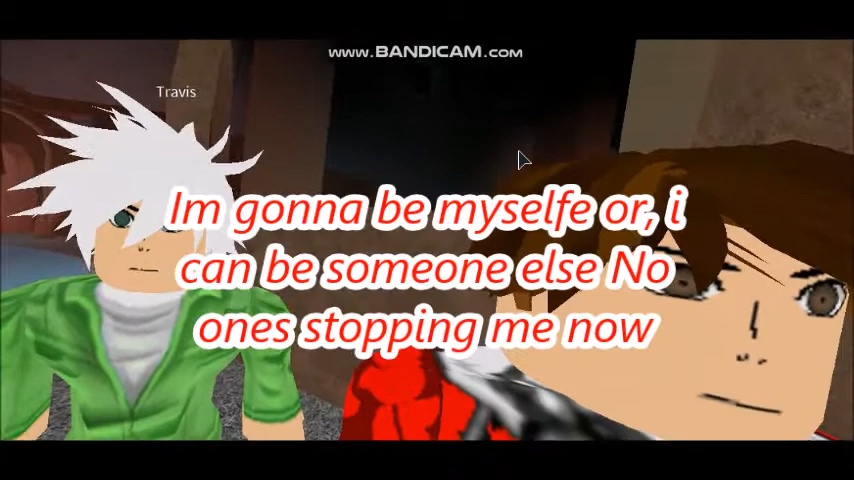 www.BANDICAM.com
Travis
Im gonna be myselfe or, i
can be someone else No
ones stopping me now